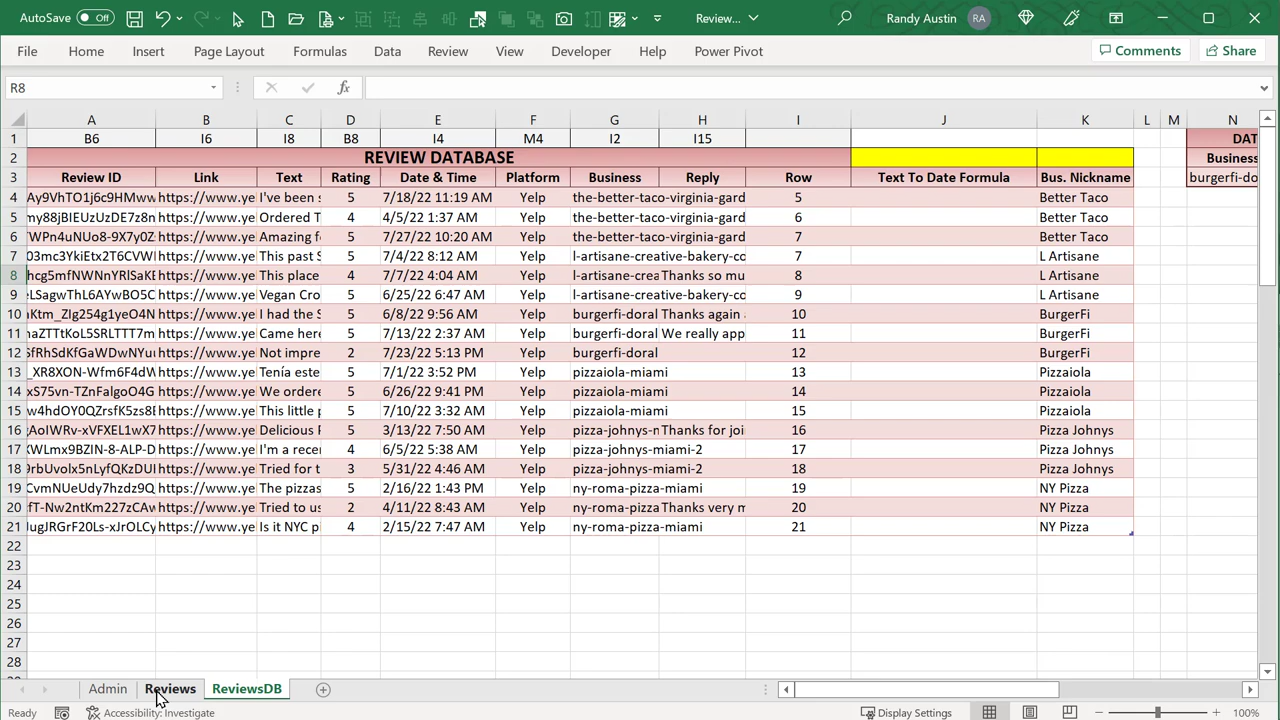 AutoSave Off Review... Randy Austin RA
File Home Insert Page Layout Formulas Data Review View Developer Help Power Pivot Comments Share
R8 fx
A B C D E F G H I J K L M N
1 B6 I6 I8 B8 I4 M4 I2 I15 DAT
2 REVIEW DATABASE Business
3 Review ID Link Text Rating Date & Time Platform Business Reply Row Text To Date Formula Bus. Nickname burgerfi-do
4 Ay9VhTO1j6c9HMww https://www.ye I've been s 5 7/18/22 11:19 AM Yelp the-better-taco-virginia-gard 5 Better Taco
5 my88jBIEUzUzDE7z8n https://www.ye Ordered T 4 4/5/22 1:37 AM Yelp the-better-taco-virginia-gard 6 Better Taco
6 WPn4uNUo8-9X7y0Z https://www.ye Amazing f 5 7/27/22 10:20 AM Yelp the-better-taco-virginia-gard 7 Better Taco
7 03mc3YkiEtx2T6CVW https://www.ye This past S 5 7/4/22 8:12 AM Yelp l-artisane-creative-bakery-co 7 L Artisane
8 hcg5mfNWNnYRlSaKE https://www.ye This place 4 7/7/22 4:04 AM Yelp l-artisane-crea Thanks so mu 8 L Artisane
9 LSagwThL6AYwBO5C https://www.ye Vegan Cro 5 6/25/22 6:47 AM Yelp l-artisane-creative-bakery-co 9 L Artisane
10 Ktm_ZIg254g1yeO4N https://www.ye I had the S 5 6/8/22 9:56 AM Yelp burgerfi-doral Thanks again 10 BurgerFi
11 aZTTtKoL5SRLTTT7m https://www.ye Came here 5 7/13/22 2:37 AM Yelp burgerfi-doral We really app 11 BurgerFi
12 SfRhSdKfGaWDwNYu https://www.ye Not impre 2 7/23/22 5:13 PM Yelp burgerfi-doral 12 BurgerFi
13 _XR8XON-Wfm6F4dW https://www.ye Tenía este 5 7/1/22 3:52 PM Yelp pizzaiola-miami 13 Pizzaiola
14 xS75vn-TZnFalgoO4G https://www.ye We ordere 5 6/26/22 9:41 PM Yelp pizzaiola-miami 14 Pizzaiola
15 w4hdOY0QZrsfK5zs8 https://www.ye This little p 5 7/10/22 3:32 AM Yelp pizzaiola-miami 15 Pizzaiola
16 AoIWRv-xVFXEL1wX7 https://www.ye Delicious F 5 3/13/22 7:50 AM Yelp pizza-johnys-n Thanks for joi 16 Pizza Johnys
17 WLmx9BZIN-8-ALP-D https://www.ye I'm a recen 4 6/5/22 5:38 AM Yelp pizza-johnys-miami-2 17 Pizza Johnys
18 rbUvolx5nLyfQKzDUI https://www.ye Tried for t 3 5/31/22 4:46 AM Yelp pizza-johnys-miami-2 18 Pizza Johnys
19 CvmNUeUdy7hzdz9Q https://www.ye The pizzas 5 2/16/22 1:43 PM Yelp ny-roma-pizza-miami 19 NY Pizza
20 fT-Nw2ntKm227zCAw https://www.ye Tried to us 2 4/11/22 8:43 AM Yelp ny-roma-pizza Thanks very m 20 NY Pizza
21 ugJRGrF20Ls-xJrOLCy https://www.ye Is it NYC pi 4 2/15/22 7:47 AM Yelp ny-roma-pizza-miami 21 NY Pizza
22
23
24
25
26
27
28
Admin Reviews ReviewsDB
Ready Accessibility: Investigate Display Settings 100%